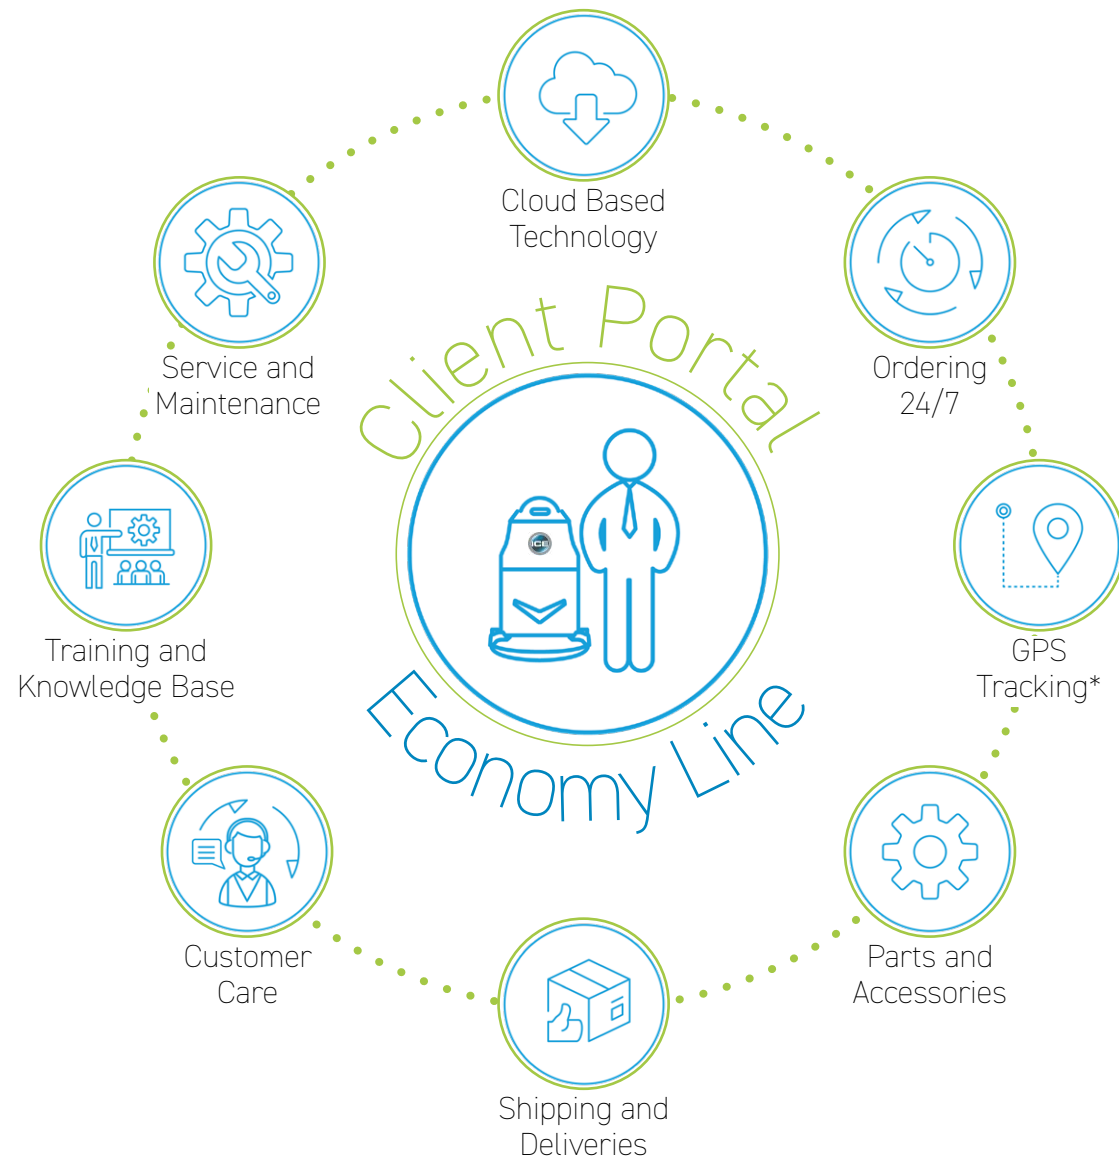 Cloud Based
Technology
Ordering
24/7
GPS
Tracking*
Parts and
Accessories
Shipping and
Deliveries
Customer
Care
Training and
Knowledge Base
Service and
Maintenance
Client Portal
ICE
Economy Line